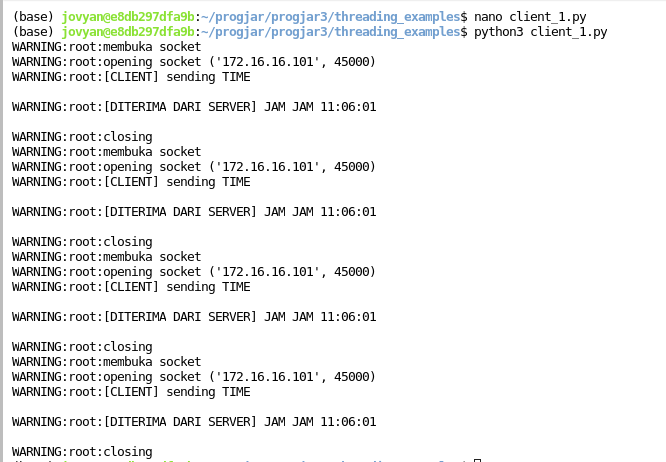 (base) jovyan@e8db297dfa9b:~/progjar/progjar3/threading_examples$ nano client_1.py
(base) jovyan@e8db297dfa9b:~/progjar/progjar3/threading_examples$ python3 client_1.py
WARNING:root:membuka socket
WARNING:root:opening socket ('172.16.16.101', 45000)
WARNING:root:[CLIENT] sending TIME
WARNING:root:[DITERIMA DARI SERVER] JAM JAM 11:06:01
WARNING:root:closing
WARNING:root:membuka socket
WARNING:root:opening socket ('172.16.16.101', 45000)
WARNING:root:[CLIENT] sending TIME
WARNING:root:[DITERIMA DARI SERVER] JAM JAM 11:06:01
WARNING:root:closing
WARNING:root:membuka socket
WARNING:root:opening socket ('172.16.16.101', 45000)
WARNING:root:[CLIENT] sending TIME
WARNING:root:[DITERIMA DARI SERVER] JAM JAM 11:06:01
WARNING:root:closing
WARNING:root:membuka socket
WARNING:root:opening socket ('172.16.16.101', 45000)
WARNING:root:[CLIENT] sending TIME
WARNING:root:[DITERIMA DARI SERVER] JAM JAM 11:06:01
WARNING:root:closing